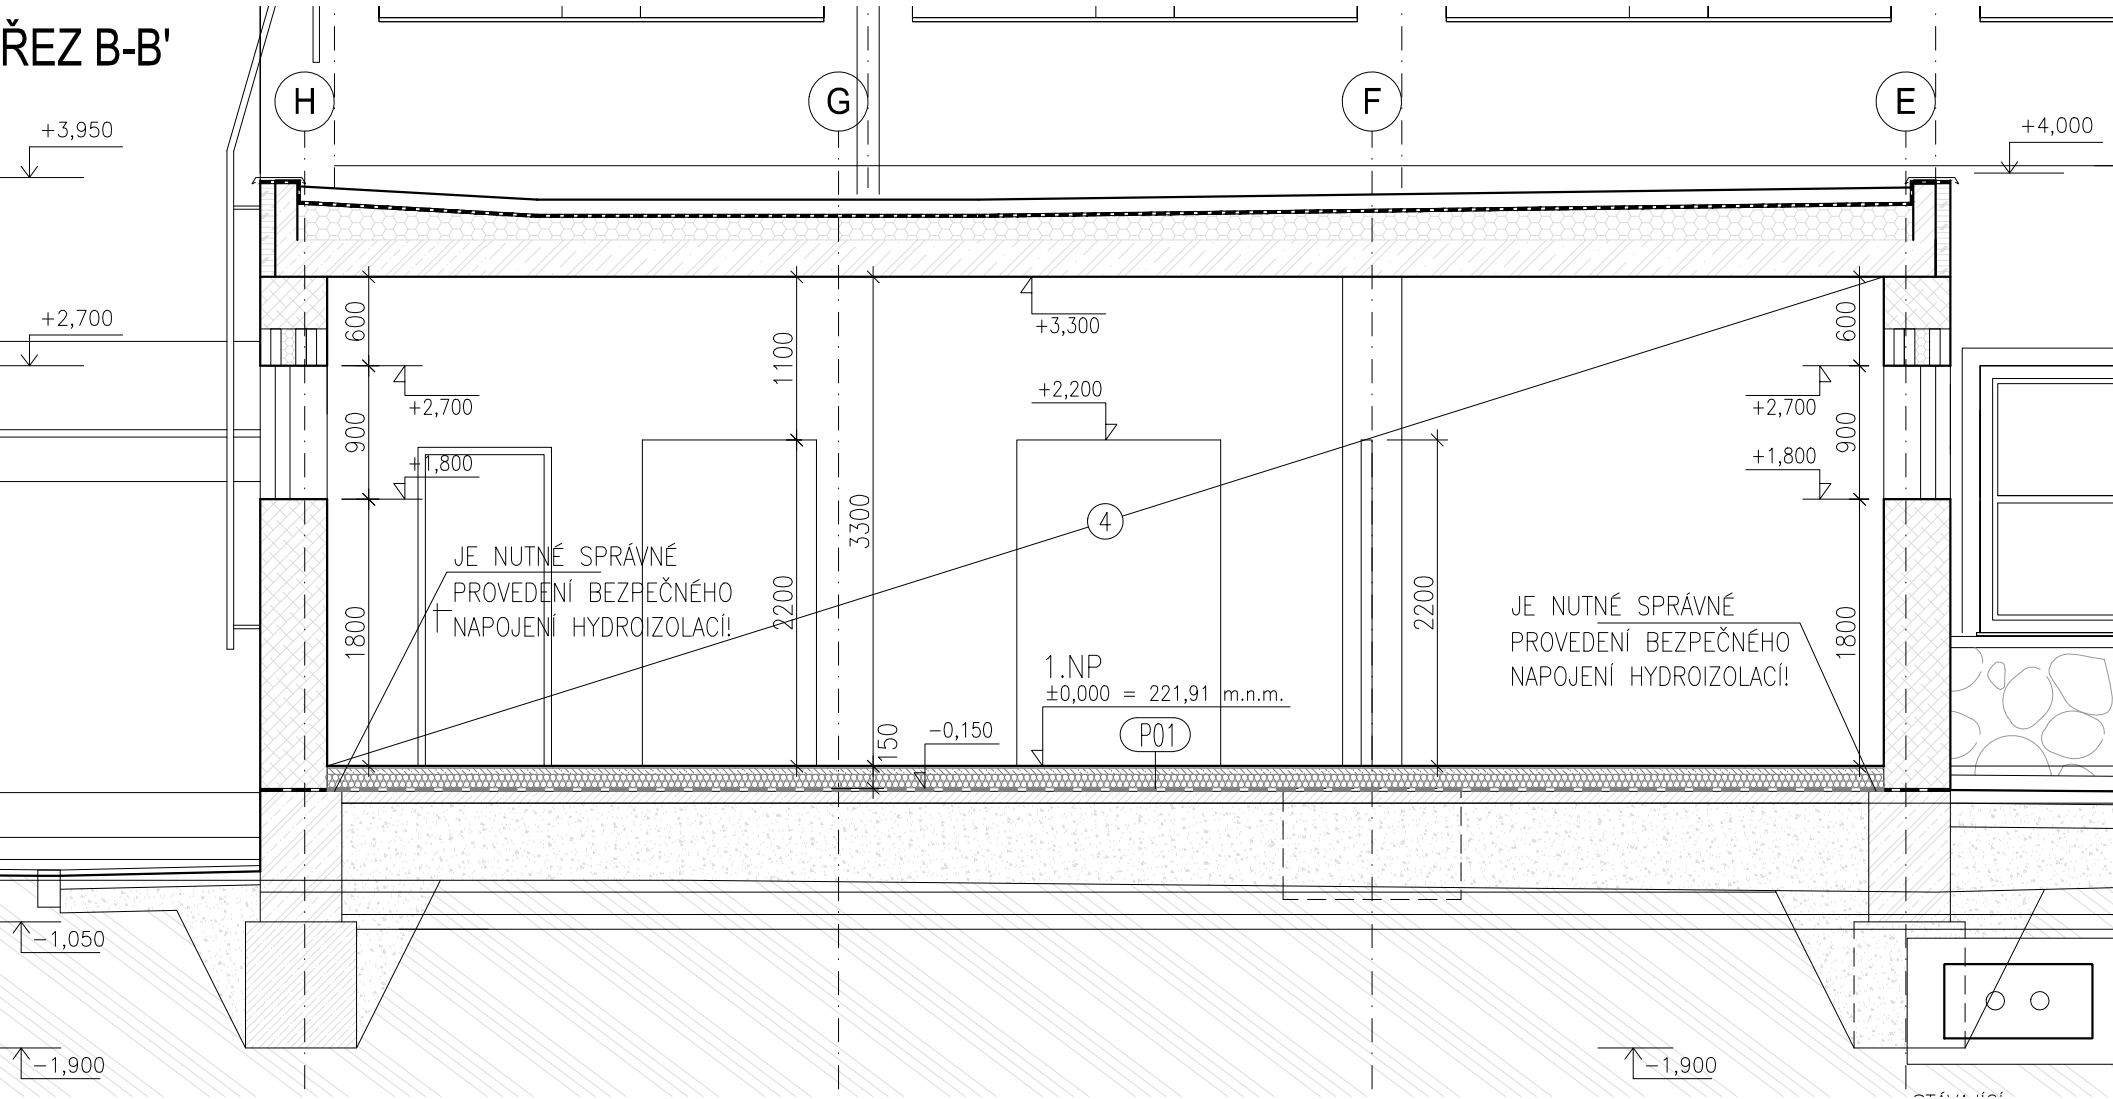 ŘEZ B-B'
H
G
F
E
+3,950
+4,000
+2,700
+3,300
600
1100
600
+2,700
+2,200
+2,700
900
900
+1,800
+1,800
3300
4
JE NUTNÉ SPRÁVNÉ
PROVEDENÍ BEZPEČNÉHO
NAPOJENÍ HYDROIZOLACÍ!
1800
2200
2200
JE NUTNÉ SPRÁVNÉ
PROVEDENÍ BEZPEČNÉHO
NAPOJENÍ HYDROIZOLACÍ!
1800
1.NP
±0,000 = 221,91 m.n.m.
-0,150
150
P01
-1,050
-1,900
-1,900